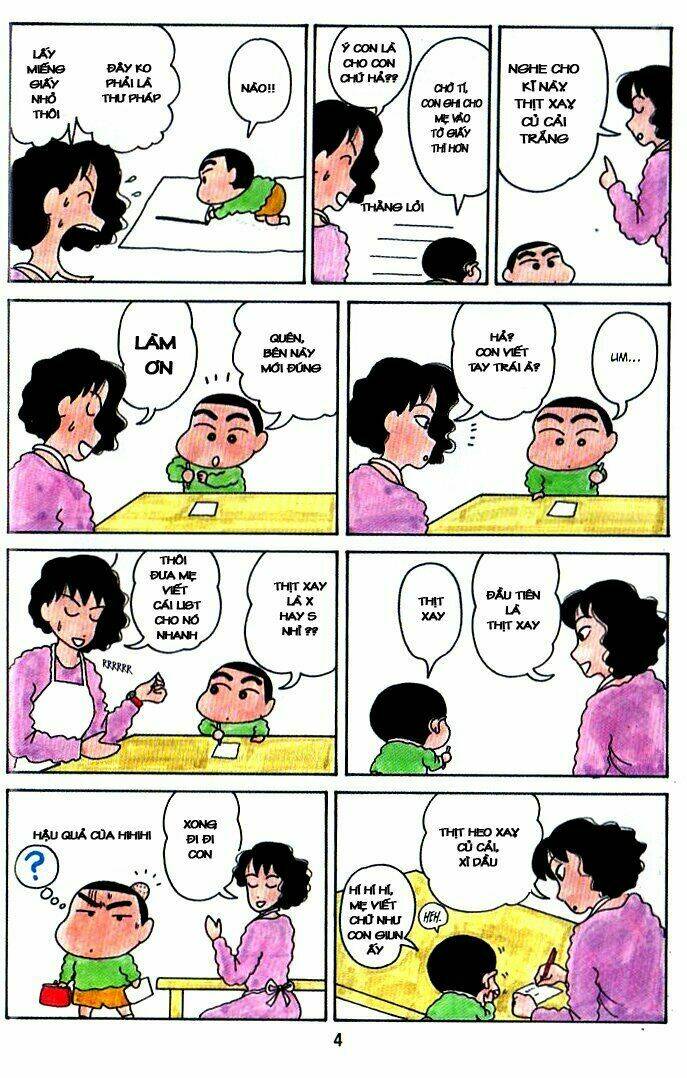 NGHE CHO
KĨ NÀY
THỊT XAY
CỦ CẢI
TRẮNG
CHỜ TÍ,
CON GHI CHO
MẸ VÀO
TỜ GIẤY
THÌ HƠN
Ý CON LÀ
CHO CON
CHỨ HẢ??
THẰNG LỎI
NÀO!!
ĐÂY KO
PHẢI LÀ
THƯ PHÁP
LẤY
MIẾNG
GIẤY
NHỎ
THÔI
UM...
HẢ?
CON VIẾT
TAY TRÁI À?
QUÊN,
BÊN NÀY
MỚI ĐÚNG
LÀM
ƠN
ĐẦU TIÊN
LÀ
THỊT XAY
THỊT
XAY
THỊT XAY
LÀ X
HAY S
NHỈ ??
THÔI
ĐƯA MẸ
VIẾT
CÁI LIST
CHO NÓ
NHANH
RRRRRR
THỊT HEO XAY
CỦ CẢI,
XÌ DẦU
HÍ HÍ HÍ,
MẸ VIẾT
CHỮ NHƯ
CON GIUN
ẤY
HEH.
XONG
ĐI ĐI
CON
HẬU QUẢ CỦA HIHIHI
?
4